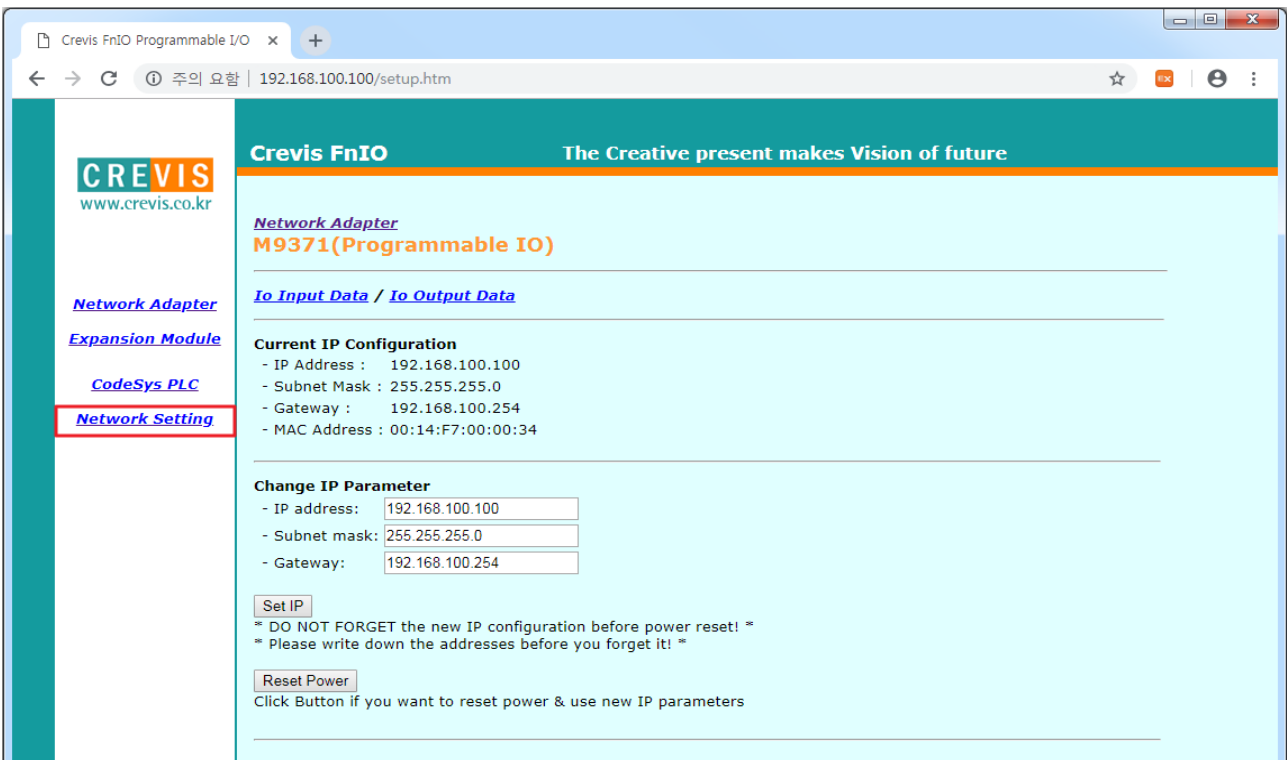 Crevis FnIO Programmable I/O
주의 요함 | 192.168.100.100/setup.htm
EX
CREVIS
www.crevis.co.kr
Network Adapter
Expansion Module
CodeSys PLC
Network Setting
Crevis FnIO The Creative present makes Vision of future
Network Adapter
M9371(Programmable IO)
Io Input Data / Io Output Data
Current IP Configuration
- IP Address : 192.168.100.100
- Subnet Mask : 255.255.255.0
- Gateway : 192.168.100.254
- MAC Address : 00:14:F7:00:00:34
Change IP Parameter
- IP address: 192.168.100.100
- Subnet mask: 255.255.255.0
- Gateway: 192.168.100.254
Set IP
* DO NOT FORGET the new IP configuration before power reset! *
* Please write down the addresses before you forget it! *
Reset Power
Click Button if you want to reset power & use new IP parameters